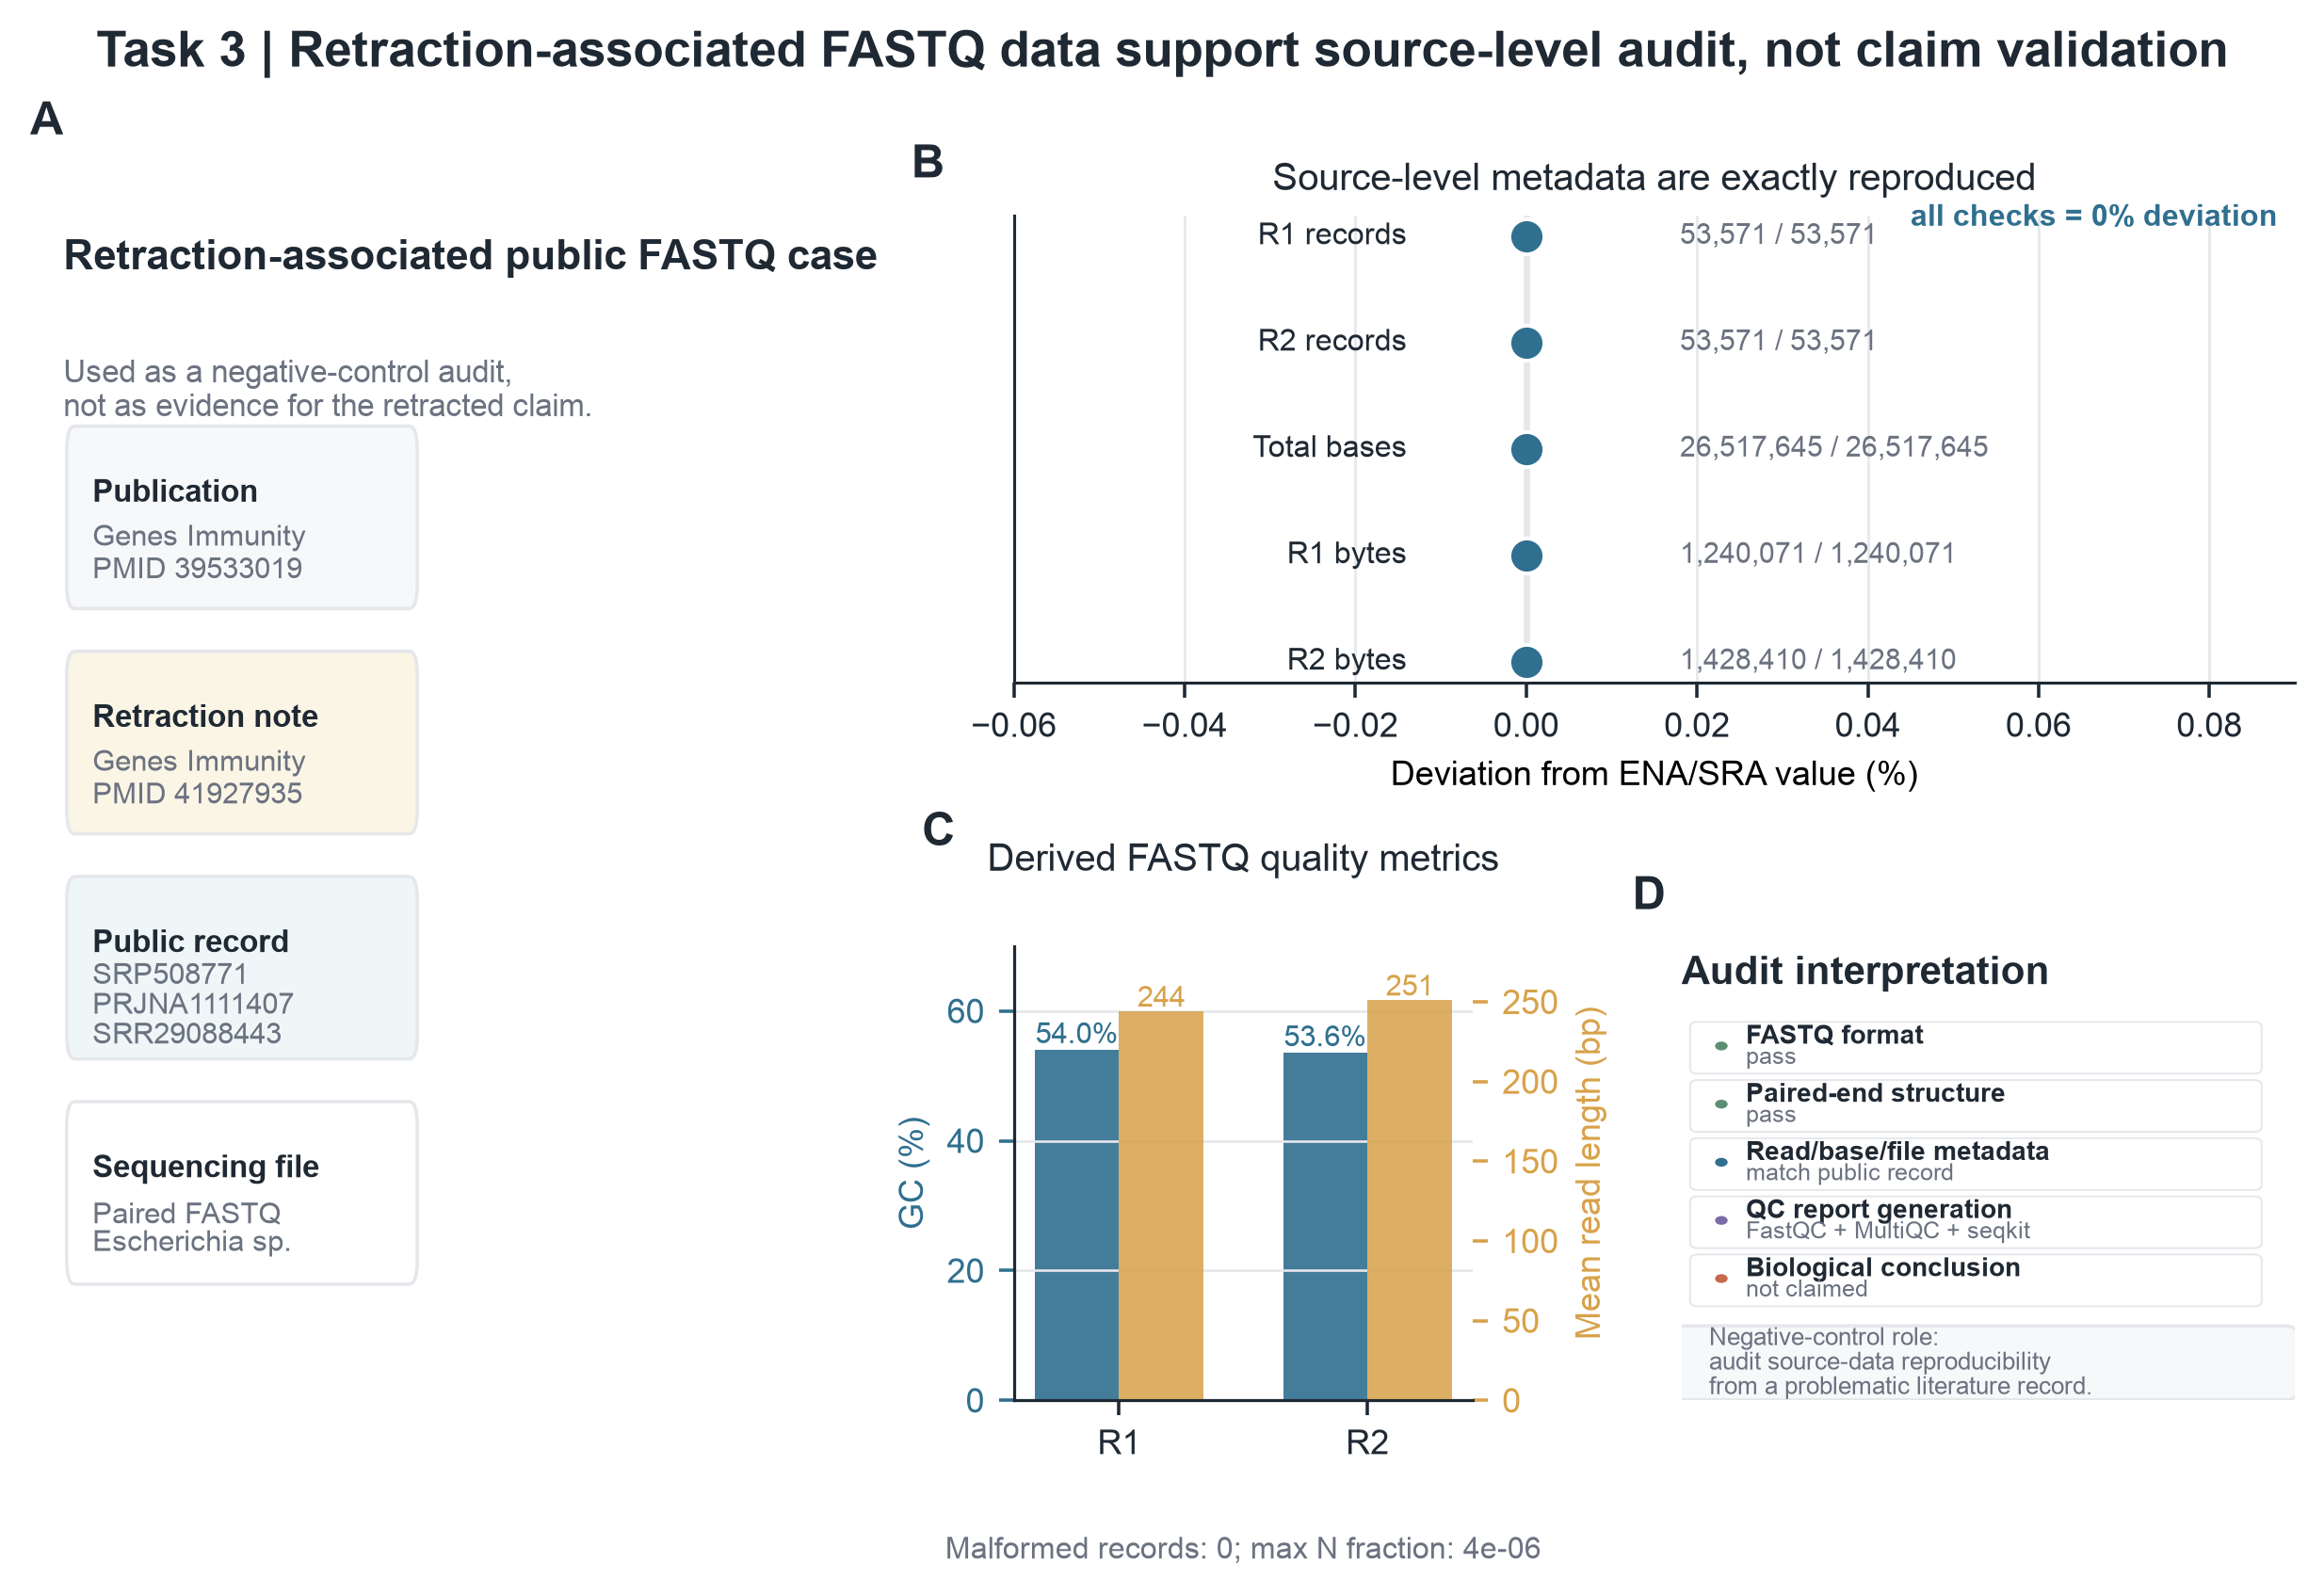 Task 3 | Retraction-associated FASTQ data support source-level audit, not claim validation
A
Retraction-associated public FASTQ case
Used as a negative-control audit,
not as evidence for the retracted claim.
Publication
Genes Immunity
PMID 39533019
Retraction note
Genes Immunity
PMID 41927935
Public record
SRP508771
PRJNA1111407
SRR29088443
Sequencing file
Paired FASTQ
Escherichia sp.
B
Source-level metadata are exactly reproduced
all checks = 0% deviation
R1 records 53,571 / 53,571
R2 records 53,571 / 53,571
Total bases 26,517,645 / 26,517,645
R1 bytes 1,240,071 / 1,240,071
R2 bytes 1,428,410 / 1,428,410
−0.06 −0.04 −0.02 0.00 0.02 0.04 0.06 0.08
Deviation from ENA/SRA value (%)
C
Derived FASTQ quality metrics
GC (%)
60
40
20
0
54.0%
244
53.6%
251
250
200
150
100
50
0
Mean read length (bp)
R1 R2
Malformed records: 0; max N fraction: 4e-06
D
Audit interpretation
FASTQ format
pass
Paired-end structure
pass
Read/base/file metadata
match public record
QC report generation
FastQC + MultiQC + seqkit
Biological conclusion
not claimed
Negative-control role:
audit source-data reproducibility
from a problematic literature record.